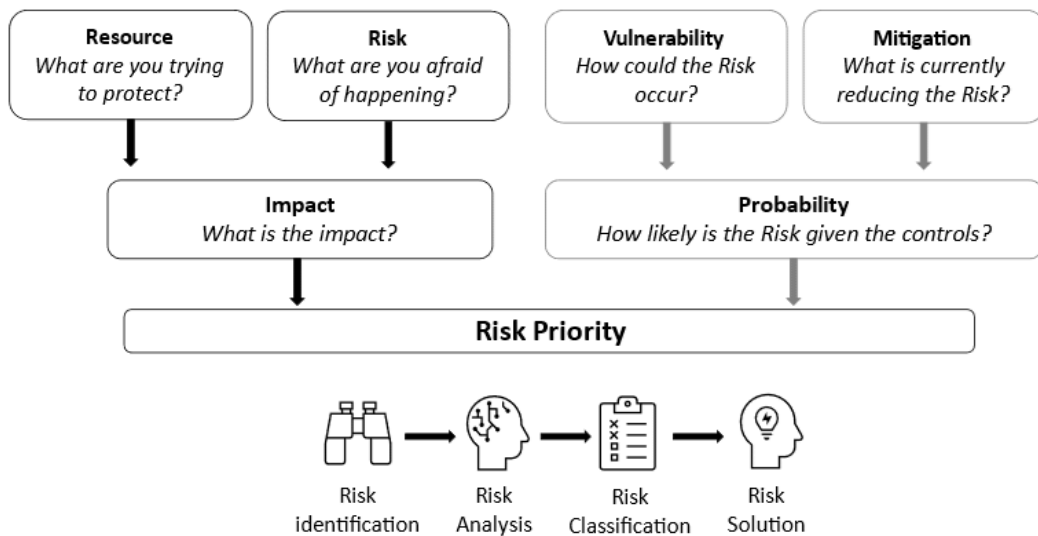 Resource
What are you trying
to protect?
Risk
What are you afraid
of happening?
Vulnerability
How could the Risk
occur?
Mitigation
What is currently
reducing the Risk?
Impact
What is the impact?
Probability
How likely is the Risk given the controls?
Risk Priority
Risk
identification
Risk
Analysis
Risk
Classification
Risk
Solution